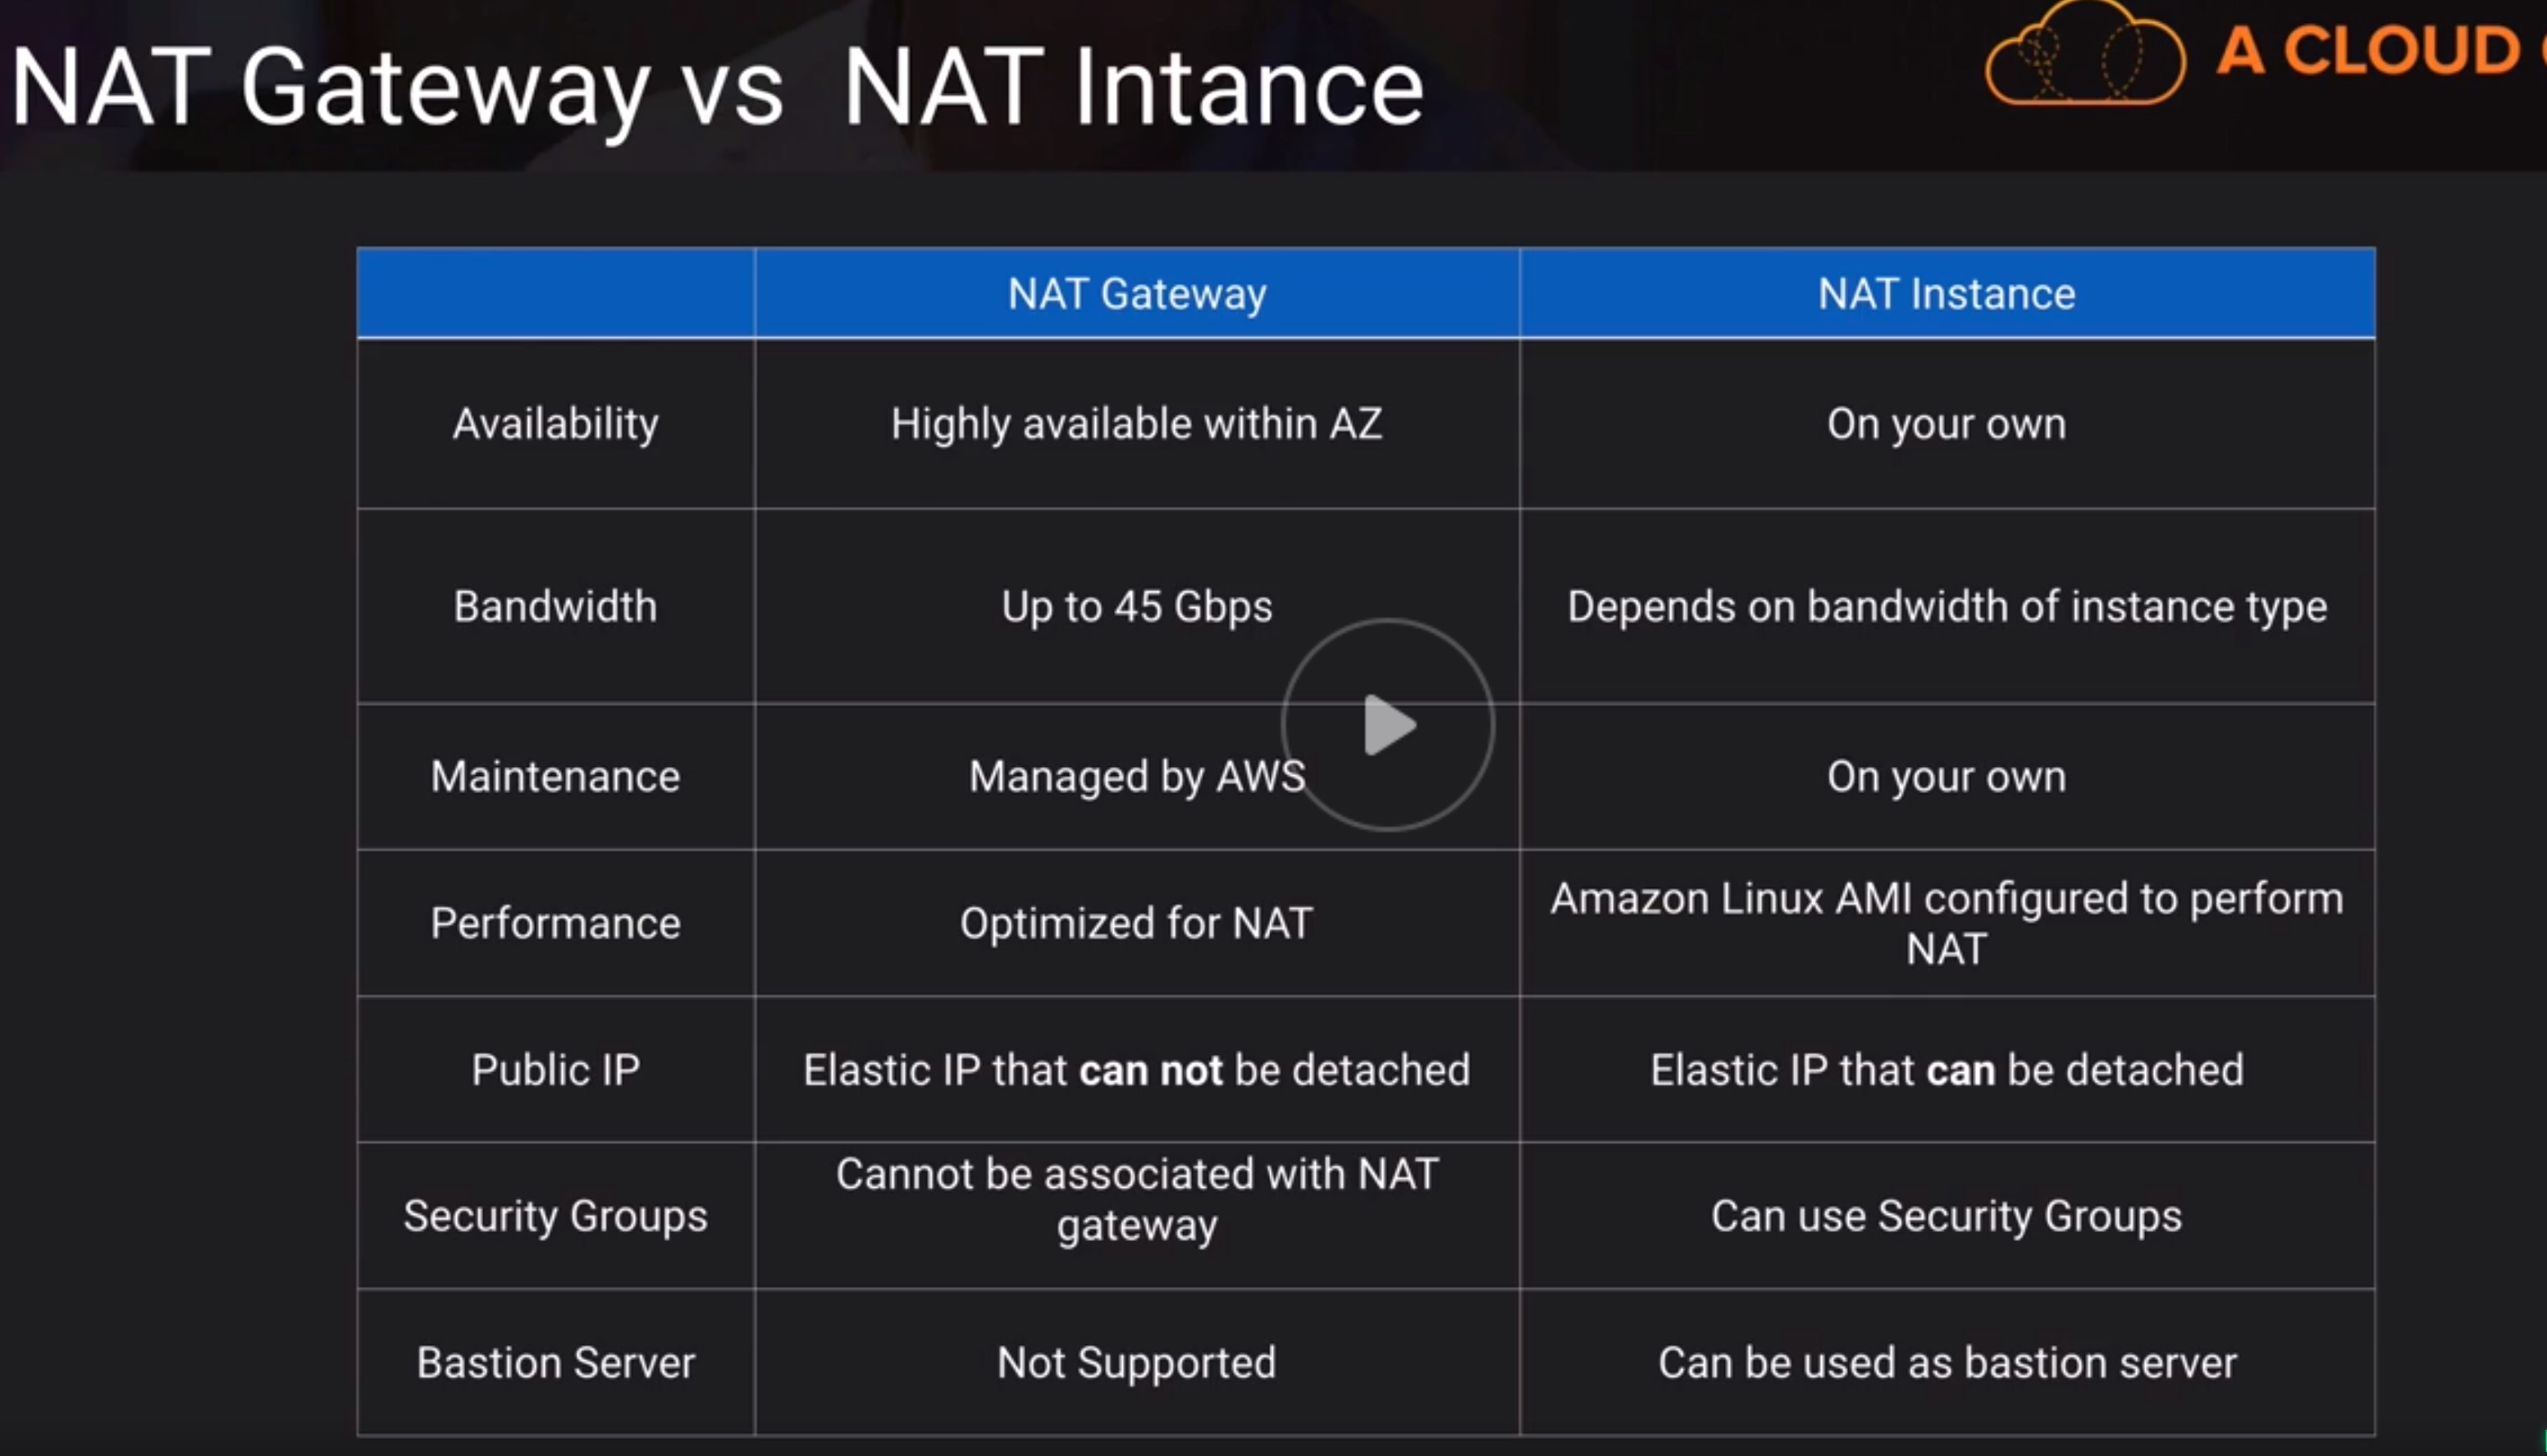 NAT Gateway vs NAT Intance
A CLOUD
NAT Gateway
NAT Instance
Availability
Highly available within AZ
On your own
Bandwidth
Up to 45 Gbps
Depends on bandwidth of instance type
Maintenance
Managed by AWS
On your own
Performance
Optimized for NAT
Amazon Linux AMI configured to perform
NAT
Public IP
Elastic IP that can not be detached
Elastic IP that can be detached
Security Groups
Cannot be associated with NAT
gateway
Can use Security Groups
Bastion Server
Not Supported
Can be used as bastion server